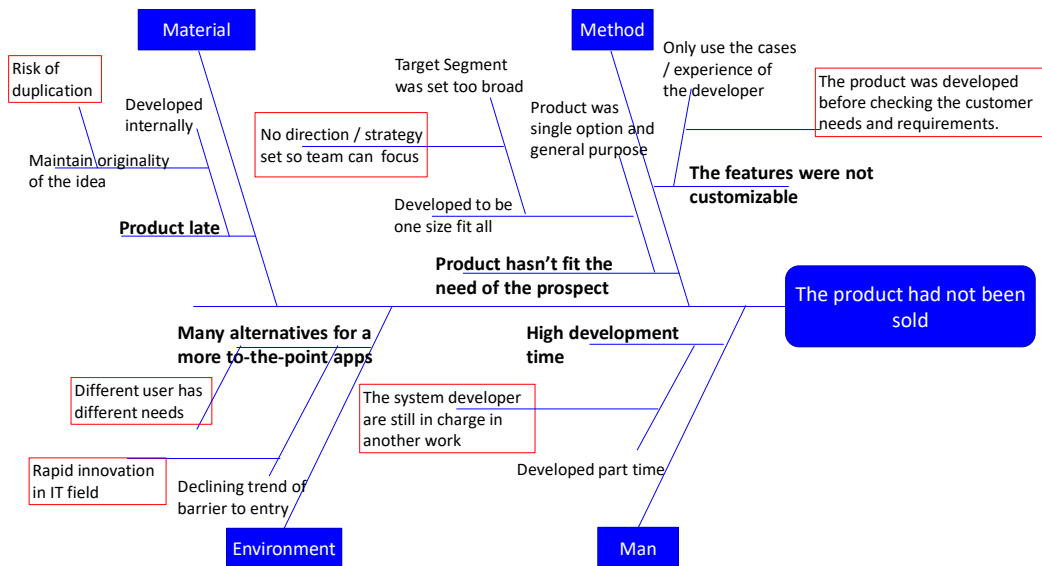 Material
Method
Risk of
duplication
Developed
internally
Maintain originality
of the idea
Product late
Target Segment
was set too broad
No direction / strategy
set so team can  focus
Developed to be
one size fit all
Product was
single option and
general purpose
Only use the cases
/ experience of
the developer
The product was developed
before checking the customer
needs and requirements.
The features were not
customizable
Product hasn’t fit the
need of the prospect
The product had not been
sold
Many alternatives for a
more to-the-point apps
Different user has
different needs
Rapid innovation
in IT field
Declining trend of
barrier to entry
High development
time
The system developer
are still in charge in
another work
Developed part time
Environment
Man